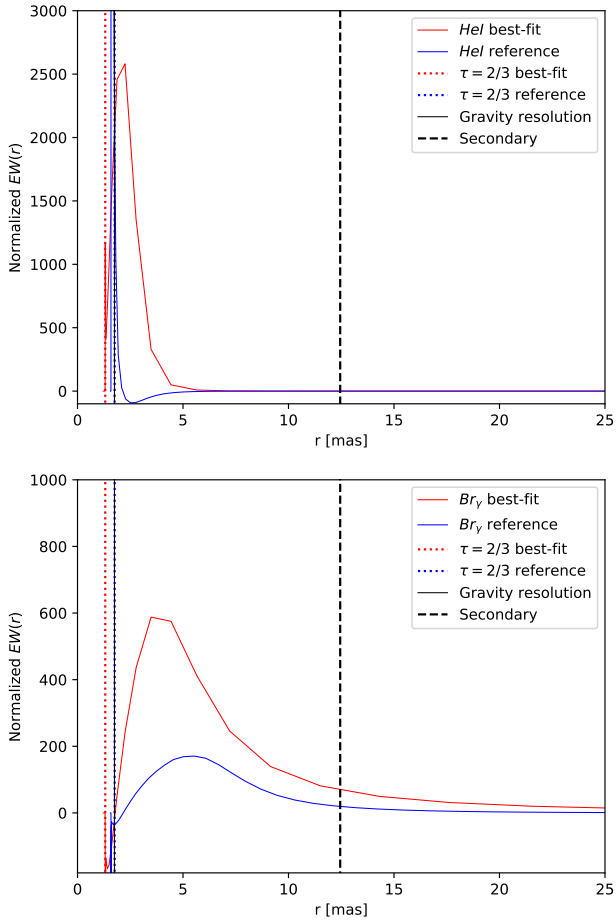 3000
2500
2000
1500
1000
500
0
Normalized EW(r)
HeI best-fit
HeI reference
τ = 2/3 best-fit
τ = 2/3 reference
Gravity resolution
Secondary
0 5 10 15 20 25
r [mas]
1000
800
600
400
200
0
Normalized EW(r)
Brγ best-fit
Brγ reference
τ = 2/3 best-fit
τ = 2/3 reference
Gravity resolution
Secondary
0 5 10 15 20 25
r [mas]